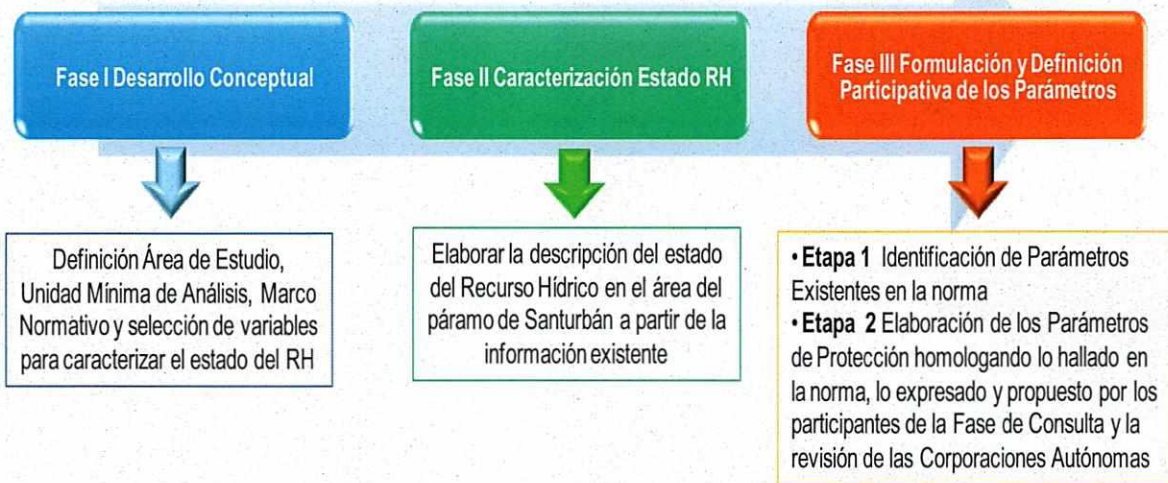 Fase I Desarrollo Conceptual
Fase II Caracterización Estado RH
Fase III Formulación y Definición
Participativa de los Parámetros
Definición Área de Estudio,
Unidad Mínima de Análisis, Marco
Normativo y selección de variables
para caracterizar el estado del RH
Elaborar la descripción del estado
del Recurso Hídrico en el área del
páramo de Santurbán a partir de la
información existente
• Etapa 1 Identificación de Parámetros
Existentes en la norma
• Etapa 2 Elaboración de los Parámetros
de Protección homologando lo hallado en
la norma, lo expresado y propuesto por los
participantes de la Fase de Consulta y la
revisión de las Corporaciones Autónomas